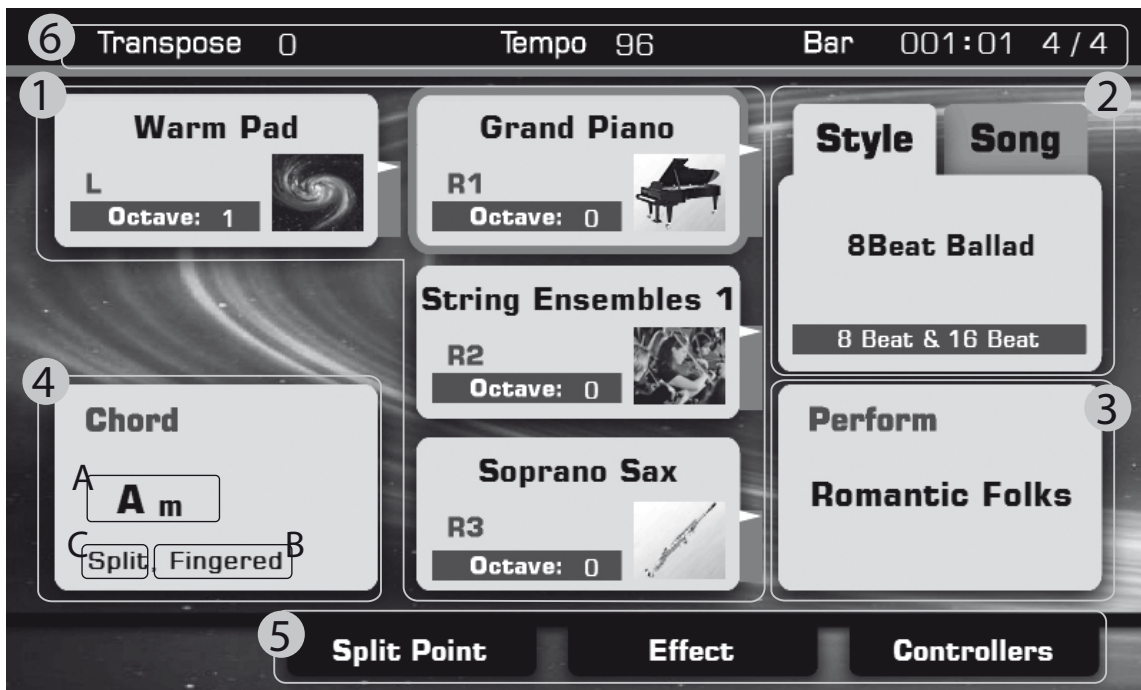 6 Transpose 0 Tempo 96 Bar 001:01 4/4
1
Warm Pad
L
Octave: 1
Grand Piano
R1
Octave: 0
String Ensembles 1
R2
Octave: 0
Soprano Sax
R3
Octave: 0
2
Style Song
8Beat Ballad
8 Beat & 16 Beat
3
Perform
Romantic Folks
4
Chord
A
A m
C Split, Fingered B
5 Split Point Effect Controllers